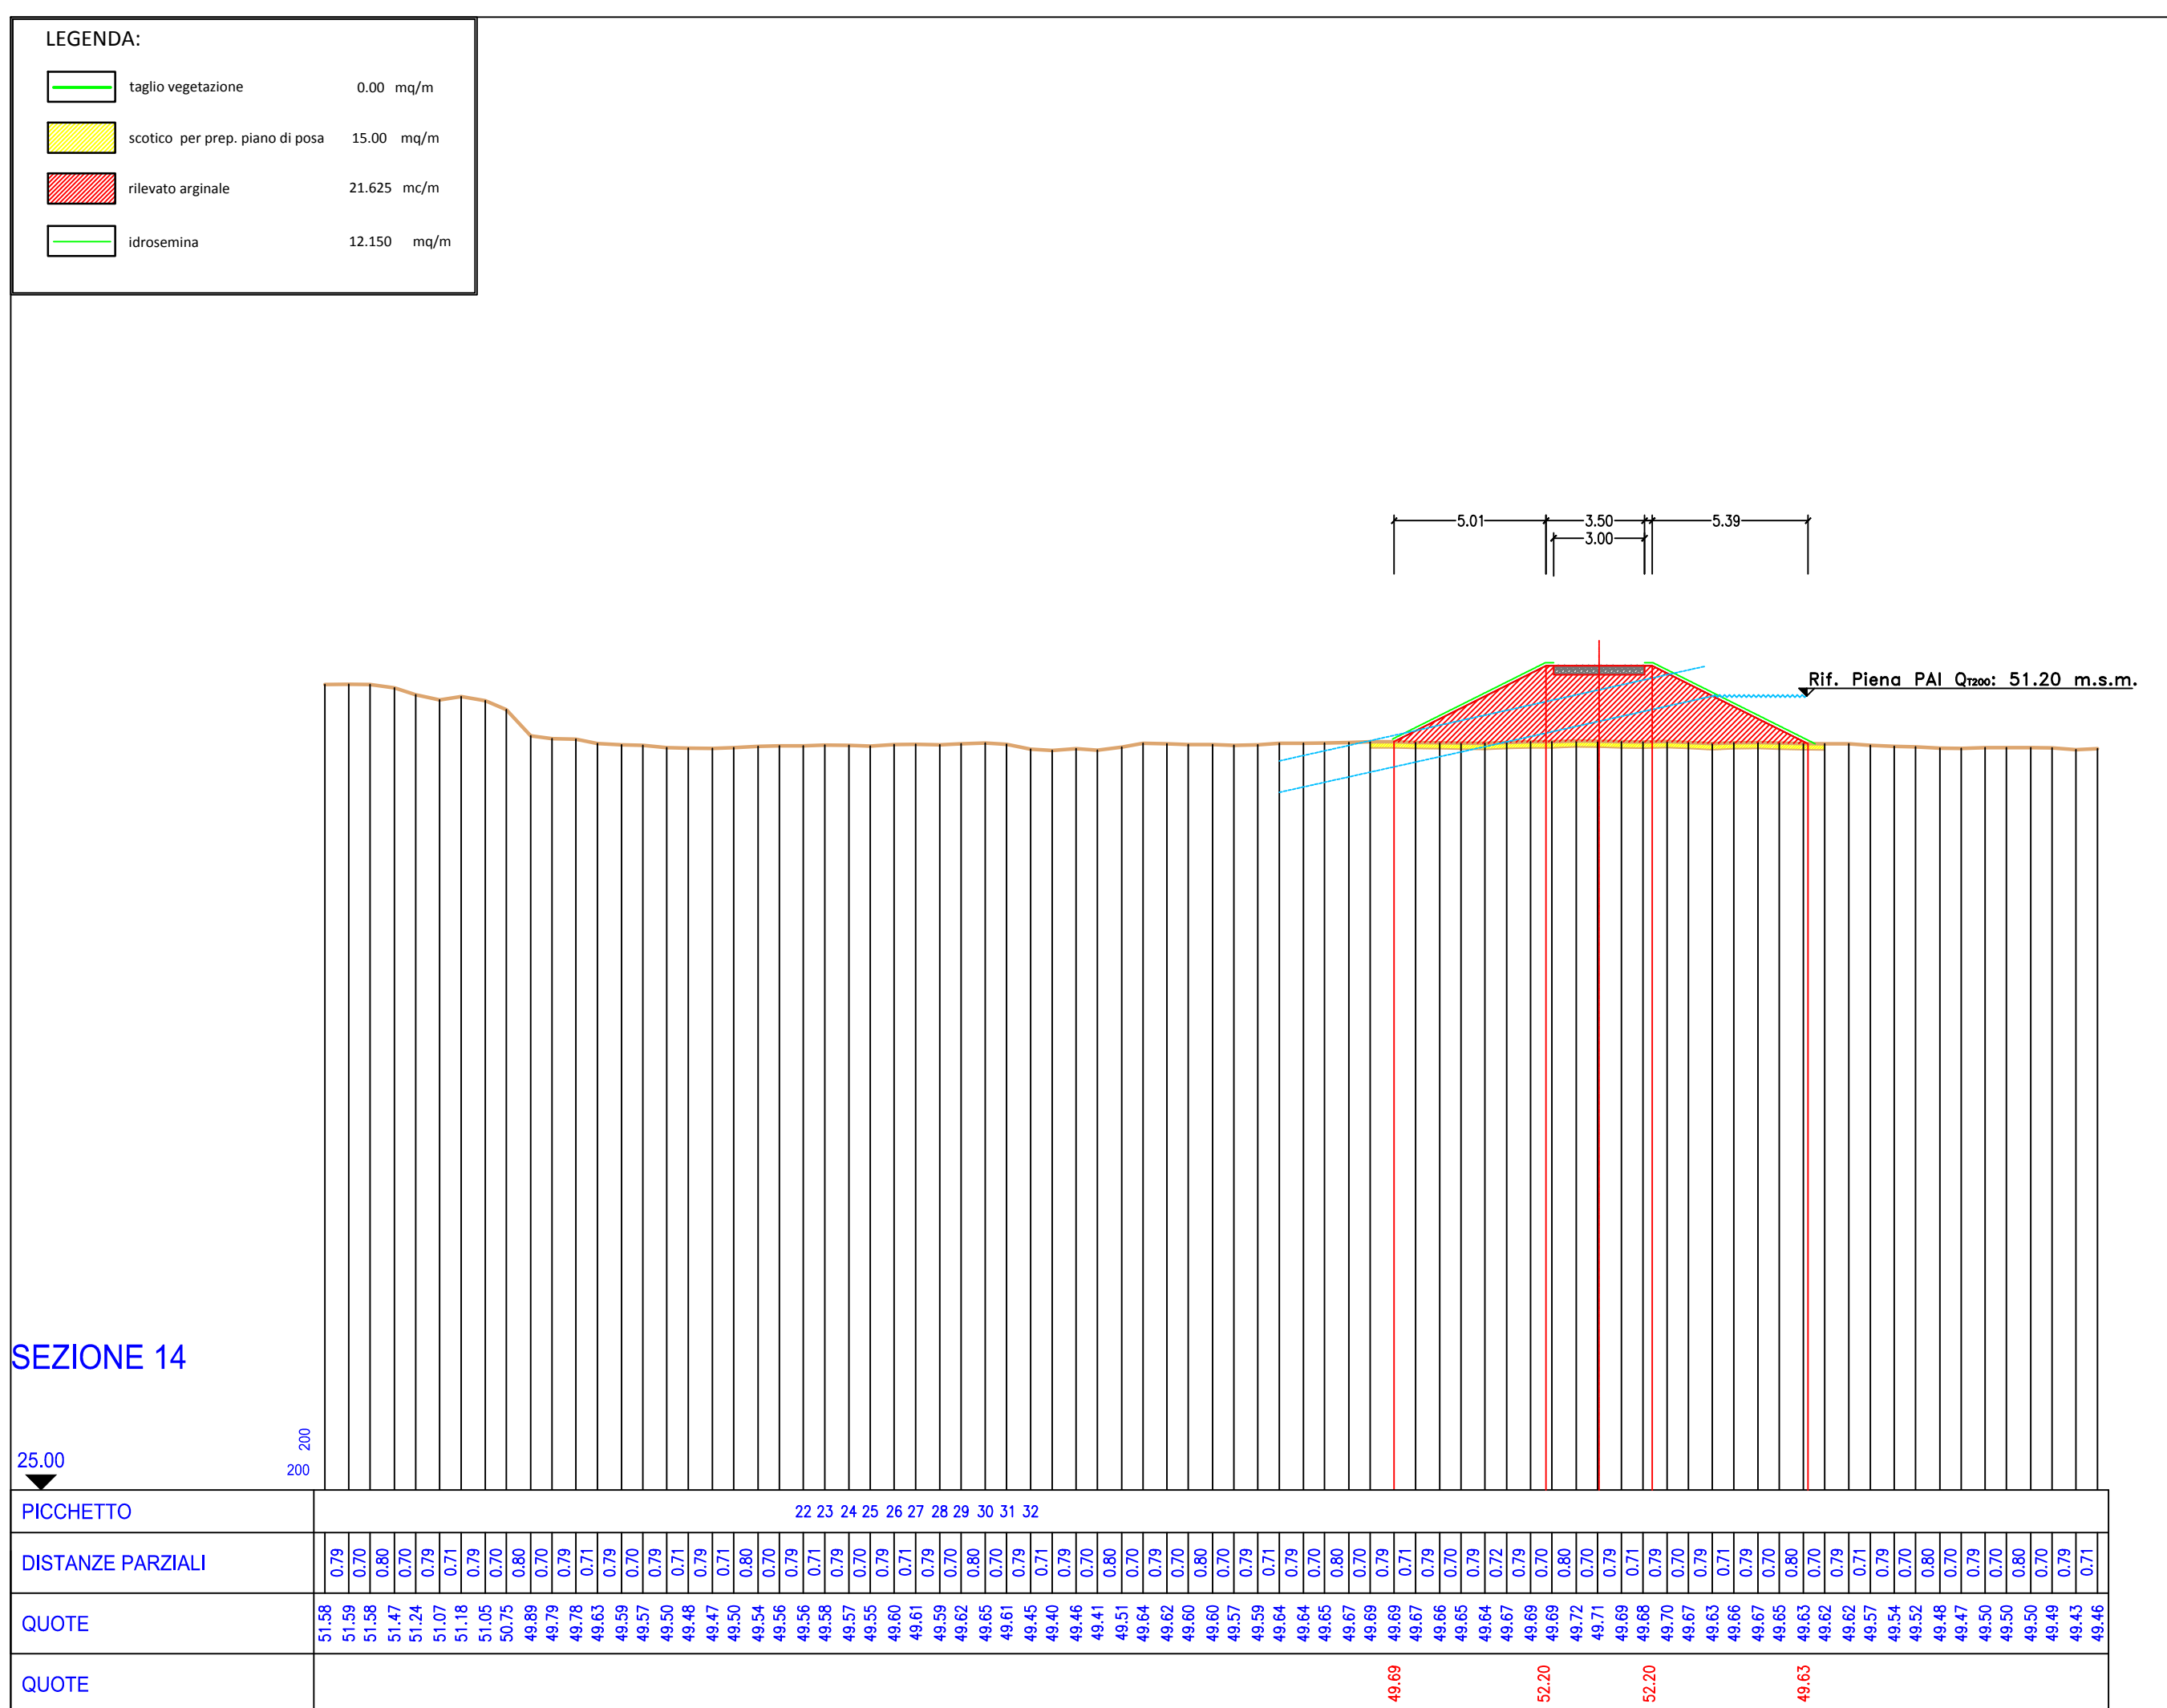 LEGENDA:
taglio vegetazione 0.00 mq/m
scotico per prep. piano di posa 15.00 mq/m
rilevato arginale 21.625 mc/m
idrosemina 12.150 mq/m
5.01 3.50 5.39
3.00
Rif. Piena PAI QT200: 51.20 m.s.m.
SEZIONE 14
200
25.00 200
PICCHETTO 22 23 24 25 26 27 28 29 30 31 32
DISTANZE PARZIALI 0.79 0.70 0.80 0.70 0.79 0.71 0.79 0.70 0.80 0.70 0.79 0.71 0.79 0.70 0.79 0.71 0.79 0.71 0.80 0.70 0.79 0.71 0.79 0.70 0.79 0.71 0.79 0.70 0.80 0.70 0.79 0.71 0.79 0.70 0.80 0.70 0.79 0.70 0.80 0.70 0.79 0.71 0.79 0.70 0.80 0.70 0.79 0.71 0.79 0.70 0.79 0.72 0.79 0.70 0.80 0.70 0.79 0.71 0.79 0.70 0.79 0.71 0.79 0.70 0.80 0.70 0.79 0.71 0.79 0.70 0.80 0.70 0.79 0.70 0.80 0.70 0.79 0.71
QUOTE 51.58 51.59 51.58 51.47 51.24 51.07 51.18 51.05 50.75 49.89 49.79 49.78 49.63 49.59 49.57 49.50 49.48 49.47 49.50 49.54 49.56 49.56 49.58 49.57 49.55 49.60 49.61 49.59 49.62 49.65 49.61 49.45 49.40 49.46 49.41 49.51 49.64 49.62 49.60 49.60 49.57 49.59 49.64 49.64 49.65 49.67 49.69 49.69 49.67 49.66 49.65 49.64 49.67 49.69 49.69 49.72 49.71 49.69 49.68 49.70 49.67 49.63 49.66 49.67 49.65 49.63 49.62 49.62 49.57 49.54 49.52 49.48 49.47 49.50 49.50 49.50 49.49 49.43 49.46
QUOTE 49.69 52.20 52.20 49.63